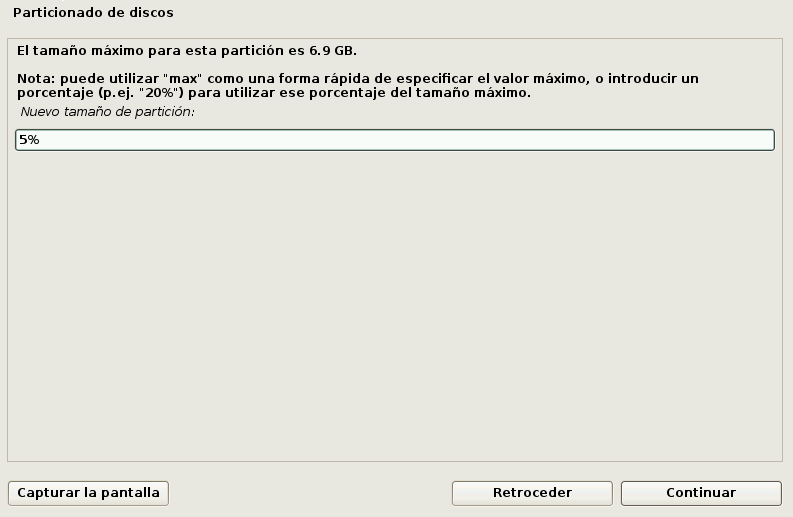 Particionado de discos
El tamaño máximo para esta partición es 6.9 GB.
Nota: puede utilizar "max" como una forma rápida de especificar el valor máximo, o introducir un
porcentaje (p.ej. "20%") para utilizar ese porcentaje del tamaño máximo.
Nuevo tamaño de partición:
5%
Capturar la pantalla
Retroceder
Continuar